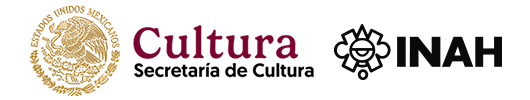 ESTADOS UNIDOS MEXICANOS
Cultura
Secretaría de Cultura
INAH